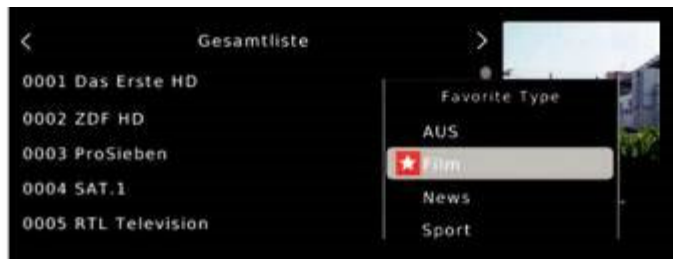 Gesamtliste
0001 Das Erste HD
0002 ZDF HD
0003 ProSieben
0004 SAT.1
0005 RTL Television
Favorite Type
AUS
Film
News
Sport